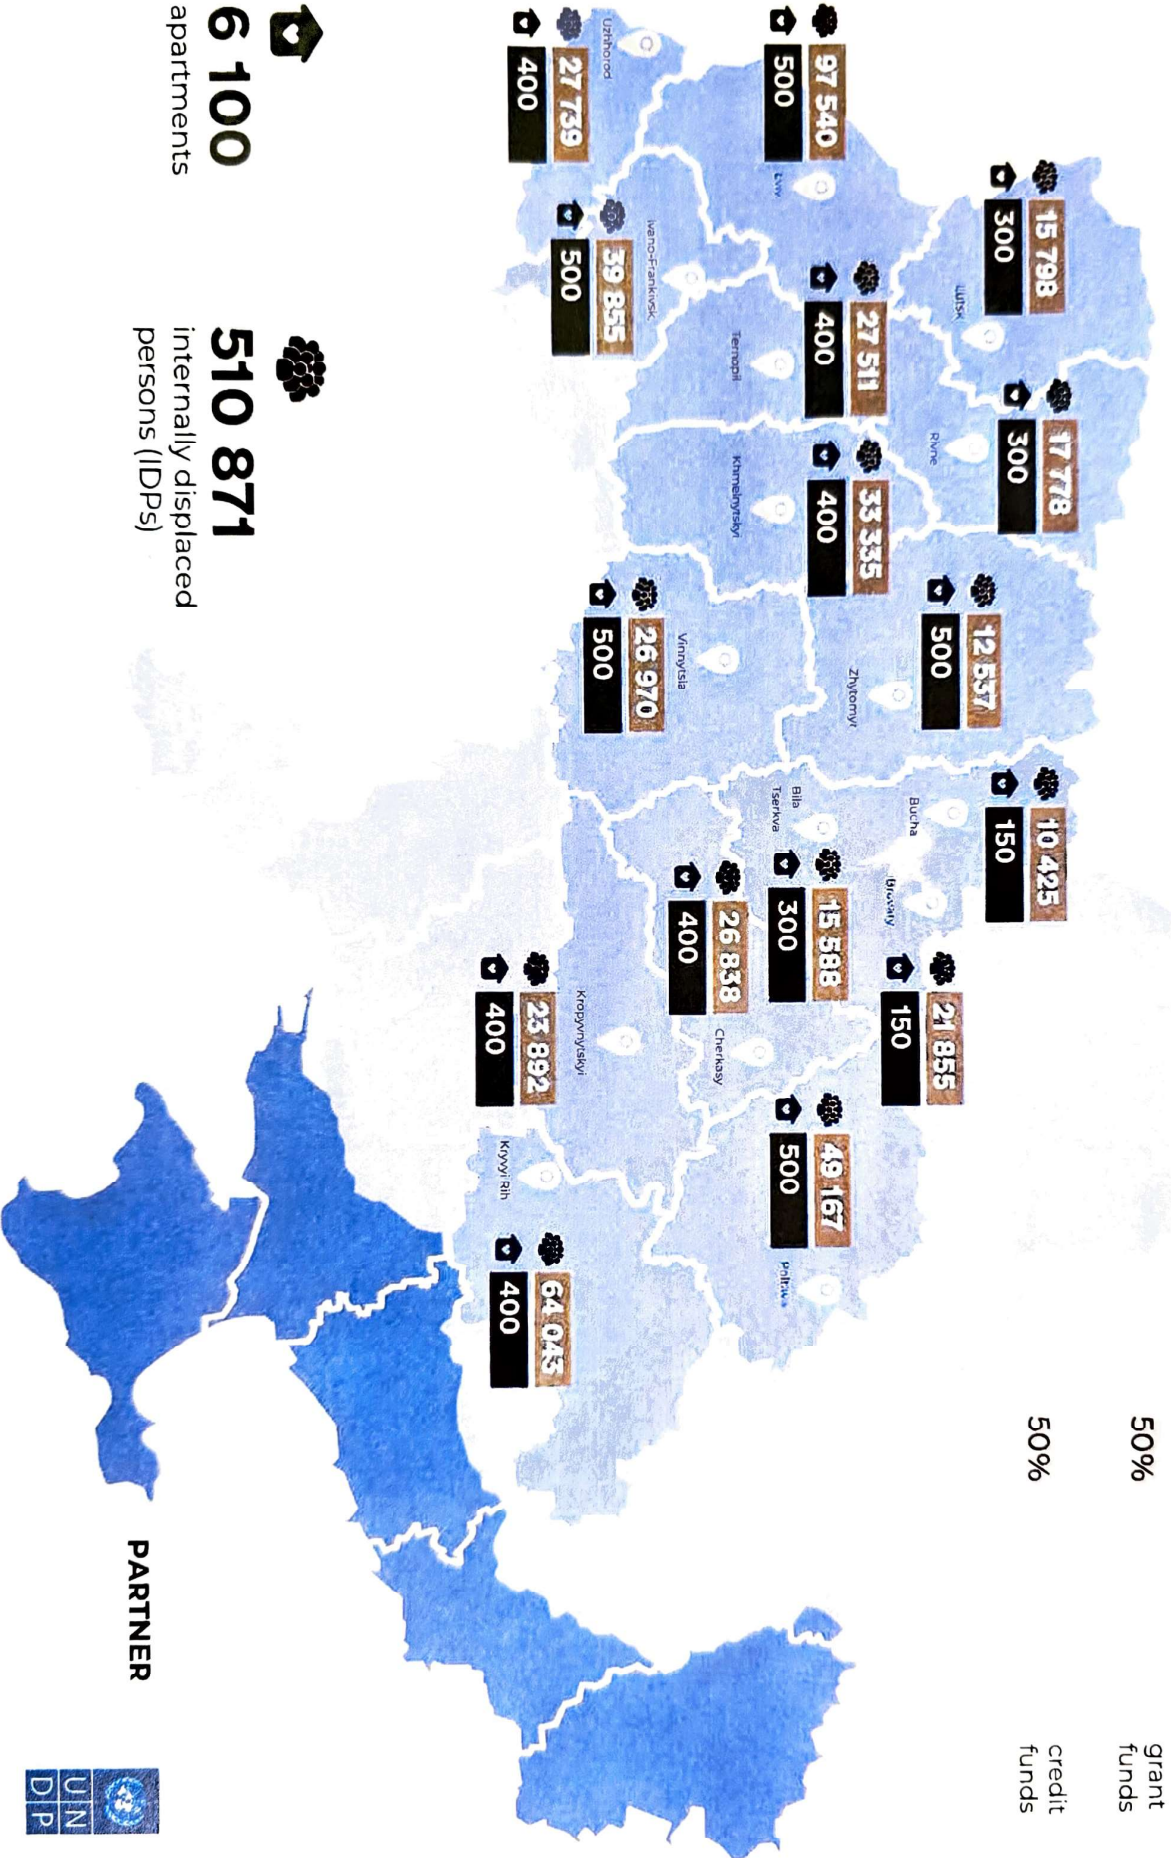 50%
grant
funds
50%
credit
funds
15 798
300
Lutsk
17 778
300
Rivne
10 425
150
Bucha
12 537
500
Zhytomyr
21 855
150
Brovary
97 540
500
Lviv
27 511
400
Ternopil
33 335
400
Khmelnytskyi
Bila
Tserkva
15 588
300
49 167
500
Poltava
26 838
400
Cherkasy
Uzhhorod
27 739
400
Ivano-Frankivsk
39 855
500
Vinnytsia
26 970
500
Kropyvnytskyi
23 892
400
Kryvyi Rih
64 043
400
6 100
apartments
510 871
internally displaced
persons (IDPs)
PARTNER
UN
DP